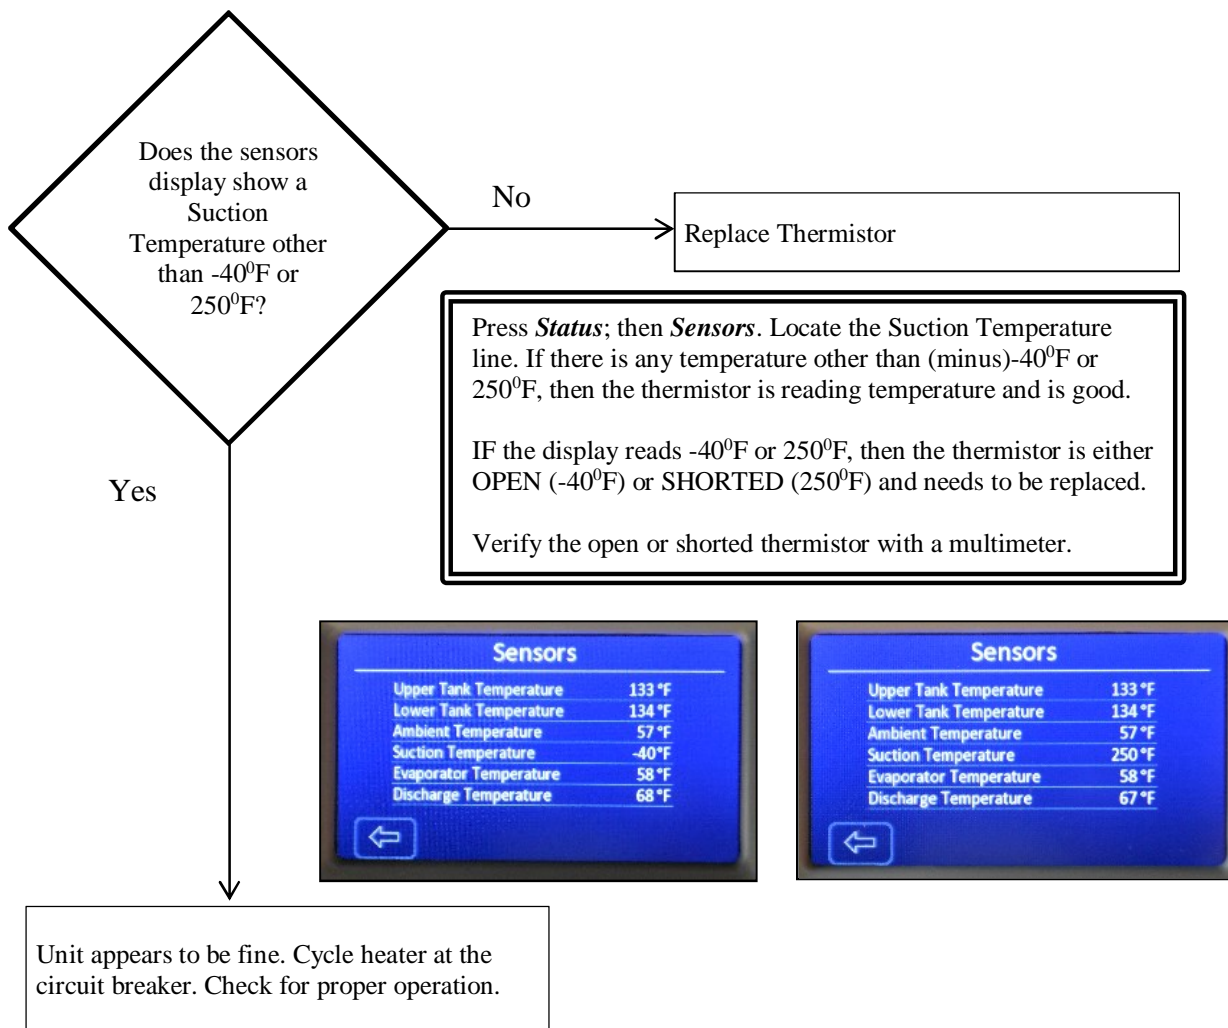 Does the sensors
display show a
Suction
Temperature other
than -40⁰F or
250⁰F?
No
Replace Thermistor
Press Status; then Sensors. Locate the Suction Temperature
line. If there is any temperature other than (minus)-40⁰F or
250⁰F, then the thermistor is reading temperature and is good.
IF the display reads -40⁰F or 250⁰F, then the thermistor is either
OPEN (-40⁰F) or SHORTED (250⁰F) and needs to be replaced.
Verify the open or shorted thermistor with a multimeter.
Yes
Sensors
Upper Tank Temperature 133 °F
Lower Tank Temperature 134 °F
Ambient Temperature 57 °F
Suction Temperature -40°F
Evaporator Temperature 58 °F
Discharge Temperature 68 °F
Sensors
Upper Tank Temperature 133 °F
Lower Tank Temperature 134 °F
Ambient Temperature 57 °F
Suction Temperature 250 °F
Evaporator Temperature 58 °F
Discharge Temperature 67 °F
Unit appears to be fine. Cycle heater at the
circuit breaker. Check for proper operation.